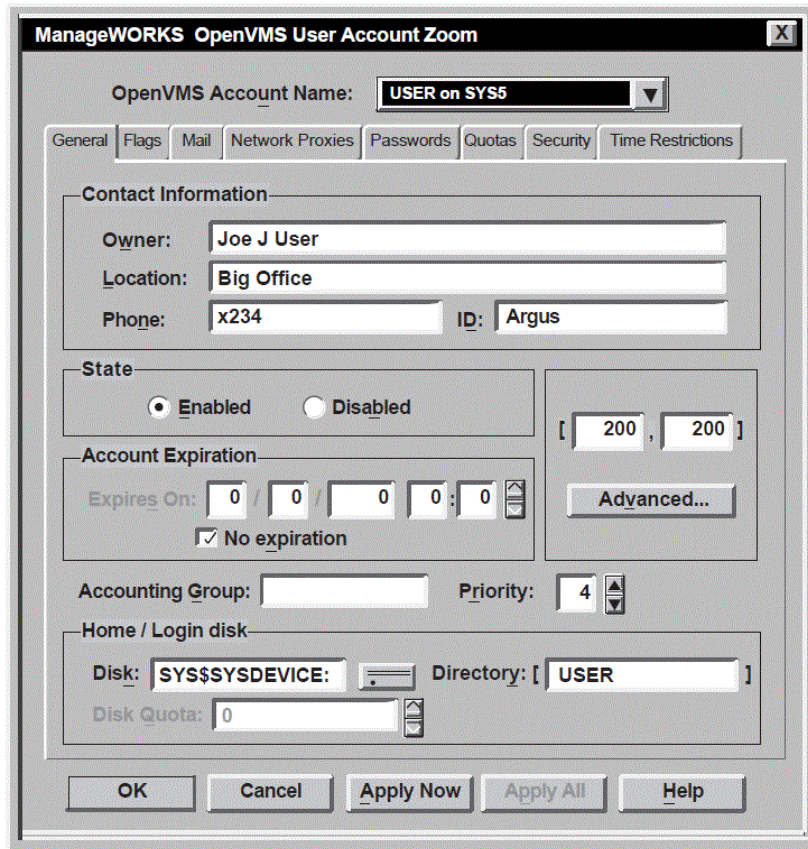 ManageWORKS OpenVMS User Account Zoom X
OpenVMS Account Name: USER on SYS5
General Flags Mail Network Proxies Passwords Quotas Security Time Restrictions
Contact Information
Owner: Joe J User
Location: Big Office
Phone: x234 ID: Argus
State
Enabled Disabled
[ 200 , 200 ]
Account Expiration
Expires On: 0 / 0 / 0 0 : 0
Advanced...
No expiration
Accounting Group: Priority: 4
Home / Login disk
Disk: SYS$SYSDEVICE: Directory: [ USER ]
Disk Quota: 0
OK Cancel Apply Now Apply All Help